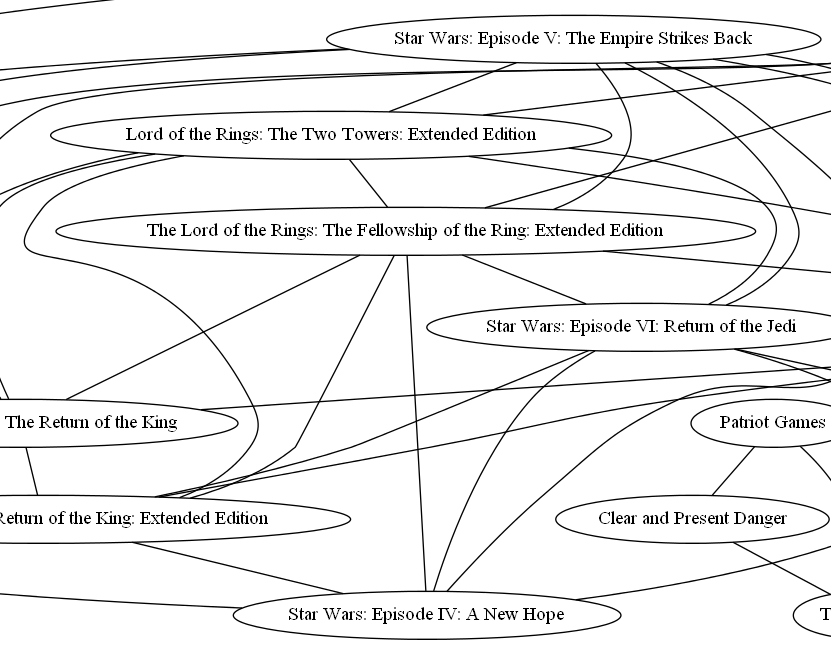 Star Wars: Episode V: The Empire Strikes Back
Lord of the Rings: The Two Towers: Extended Edition
The Lord of the Rings: The Fellowship of the Ring: Extended Edition
Star Wars: Episode VI: Return of the Jedi
The Return of the King
Patriot Games
Return of the King: Extended Edition
Clear and Present Danger
Star Wars: Episode IV: A New Hope
T